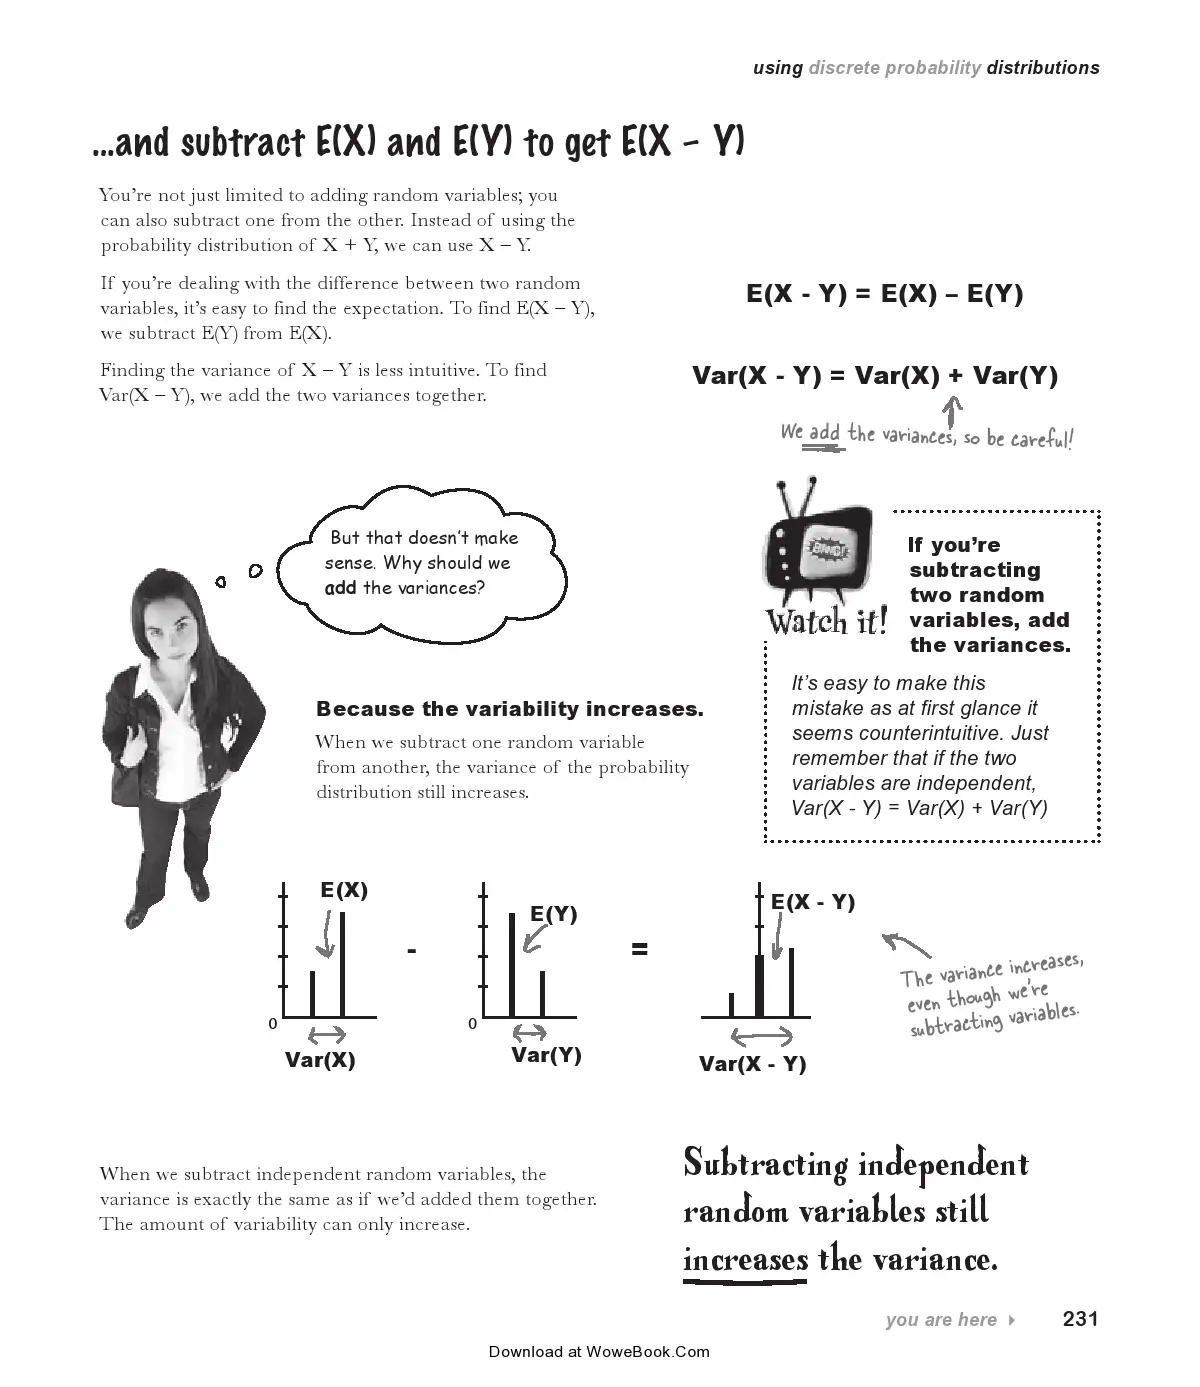 using discrete probability distributions
...and subtract E(X) and E(Y) to get E(X – Y)
You're not just limited to adding random variables; you
can also subtract one from the other. Instead of using the
probability distribution of X + Y, we can use X – Y.
If you're dealing with the difference between two random
variables, it's easy to find the expectation. To find E(X – Y),
we subtract E(Y) from E(X).
Finding the variance of X – Y is less intuitive. To find
Var(X – Y), we add the two variances together.
E(X - Y) = E(X) – E(Y)
Var(X - Y) = Var(X) + Var(Y)
We add the variances, so be careful!
But that doesn't make
sense. Why should we
add the variances?
BANG!
Watch it!
If you're
subtracting
two random
variables, add
the variances.
It's easy to make this
mistake as at first glance it
seems counterintuitive. Just
remember that if the two
variables are independent,
Var(X - Y) = Var(X) + Var(Y)
Because the variability increases.
When we subtract one random variable
from another, the variance of the probability
distribution still increases.
E(X)
0
Var(X)
-
E(Y)
0
Var(Y)
=
E(X - Y)
Var(X - Y)
The variance increases,
even though we're
subtracting variables.
When we subtract independent random variables, the
variance is exactly the same as if we'd added them together.
The amount of variability can only increase.
Subtracting independent
random variables still
increases the variance.
you are here
231
Download at WoweBook.Com